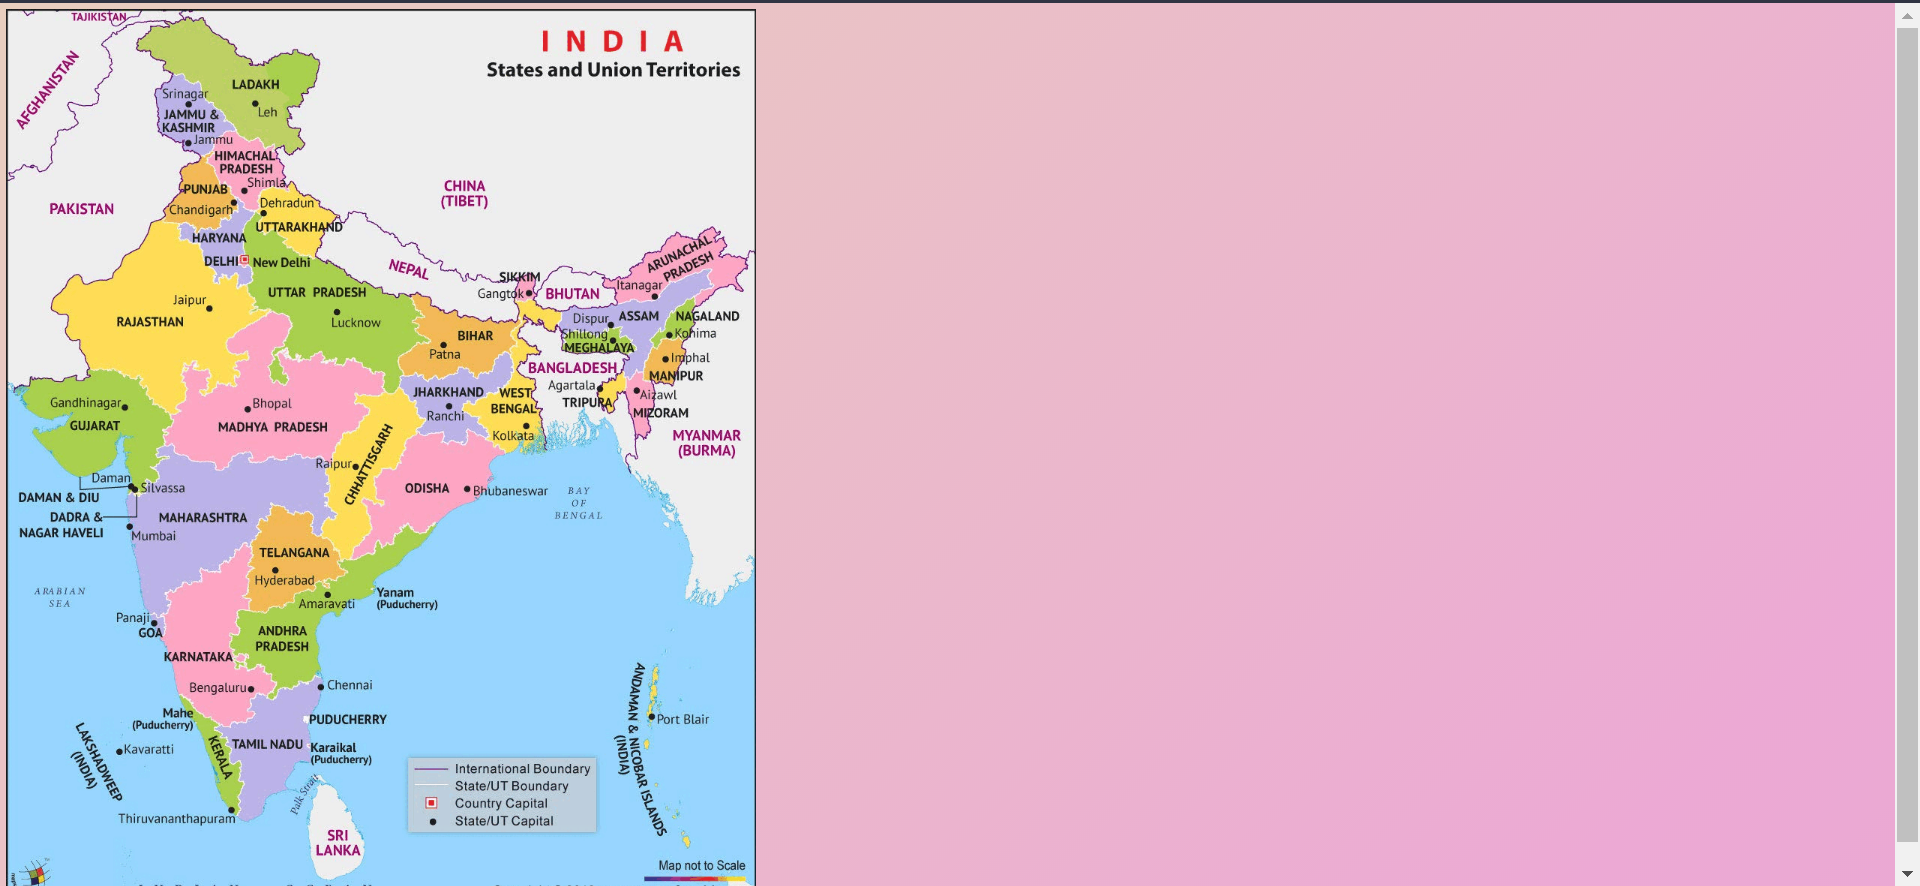 TAJIKISTAN
INDIA
States and Union Territories
AFGHANISTAN
LADAKH
Srinagar
Leh
JAMMU &
KASHMIR
Jammu
HIMACHAL
PRADESH
Shimla
PUNJAB
Chandigarh
CHINA
(TIBET)
PAKISTAN
Dehradun
UTTARAKHAND
HARYANA
DELHI
New Delhi
NEPAL
ARUNACHAL
PRADESH
SIKKIM
Gangtok
BHUTAN
Itanagar
UTTAR PRADESH
Jaipur
RAJASTHAN
Lucknow
BIHAR
Patna
Dispur
ASSAM
NAGALAND
Shillong
Kohima
MEGHALAYA
Imphal
MANIPUR
BANGLADESH
Agartala
TRIPURA
Aizawl
MIZORAM
JHARKHAND
Ranchi
WEST
BENGAL
Kolkata
Gandhinagar
GUJARAT
Bhopal
MADHYA PRADESH
MYANMAR
(BURMA)
CHHATTISGARH
Raipur
Daman
Silvassa
DAMAN & DIU
DADRA &
NAGAR HAVELI
ODISHA
Bhubaneswar
BAY
OF
BENGAL
MAHARASHTRA
Mumbai
TELANGANA
Hyderabad
ARABIAN
SEA
Amaravati
Yanam
(Puducherry)
Panaji
GOA
ANDHRA
PRADESH
KARNATAKA
Bengaluru
Chennai
Mahe
(Puducherry)
PUDUCHERRY
KERALA
TAMIL NADU
Karaikal
(Puducherry)
LAKSHADWEEP
(INDIA)
Kavaratti
Thiruvananthapuram
Palk Strait
SRI
LANKA
ANDAMAN & NICOBAR ISLANDS
(INDIA)
Port Blair
International Boundary
State/UT Boundary
Country Capital
State/UT Capital
Map not to Scale